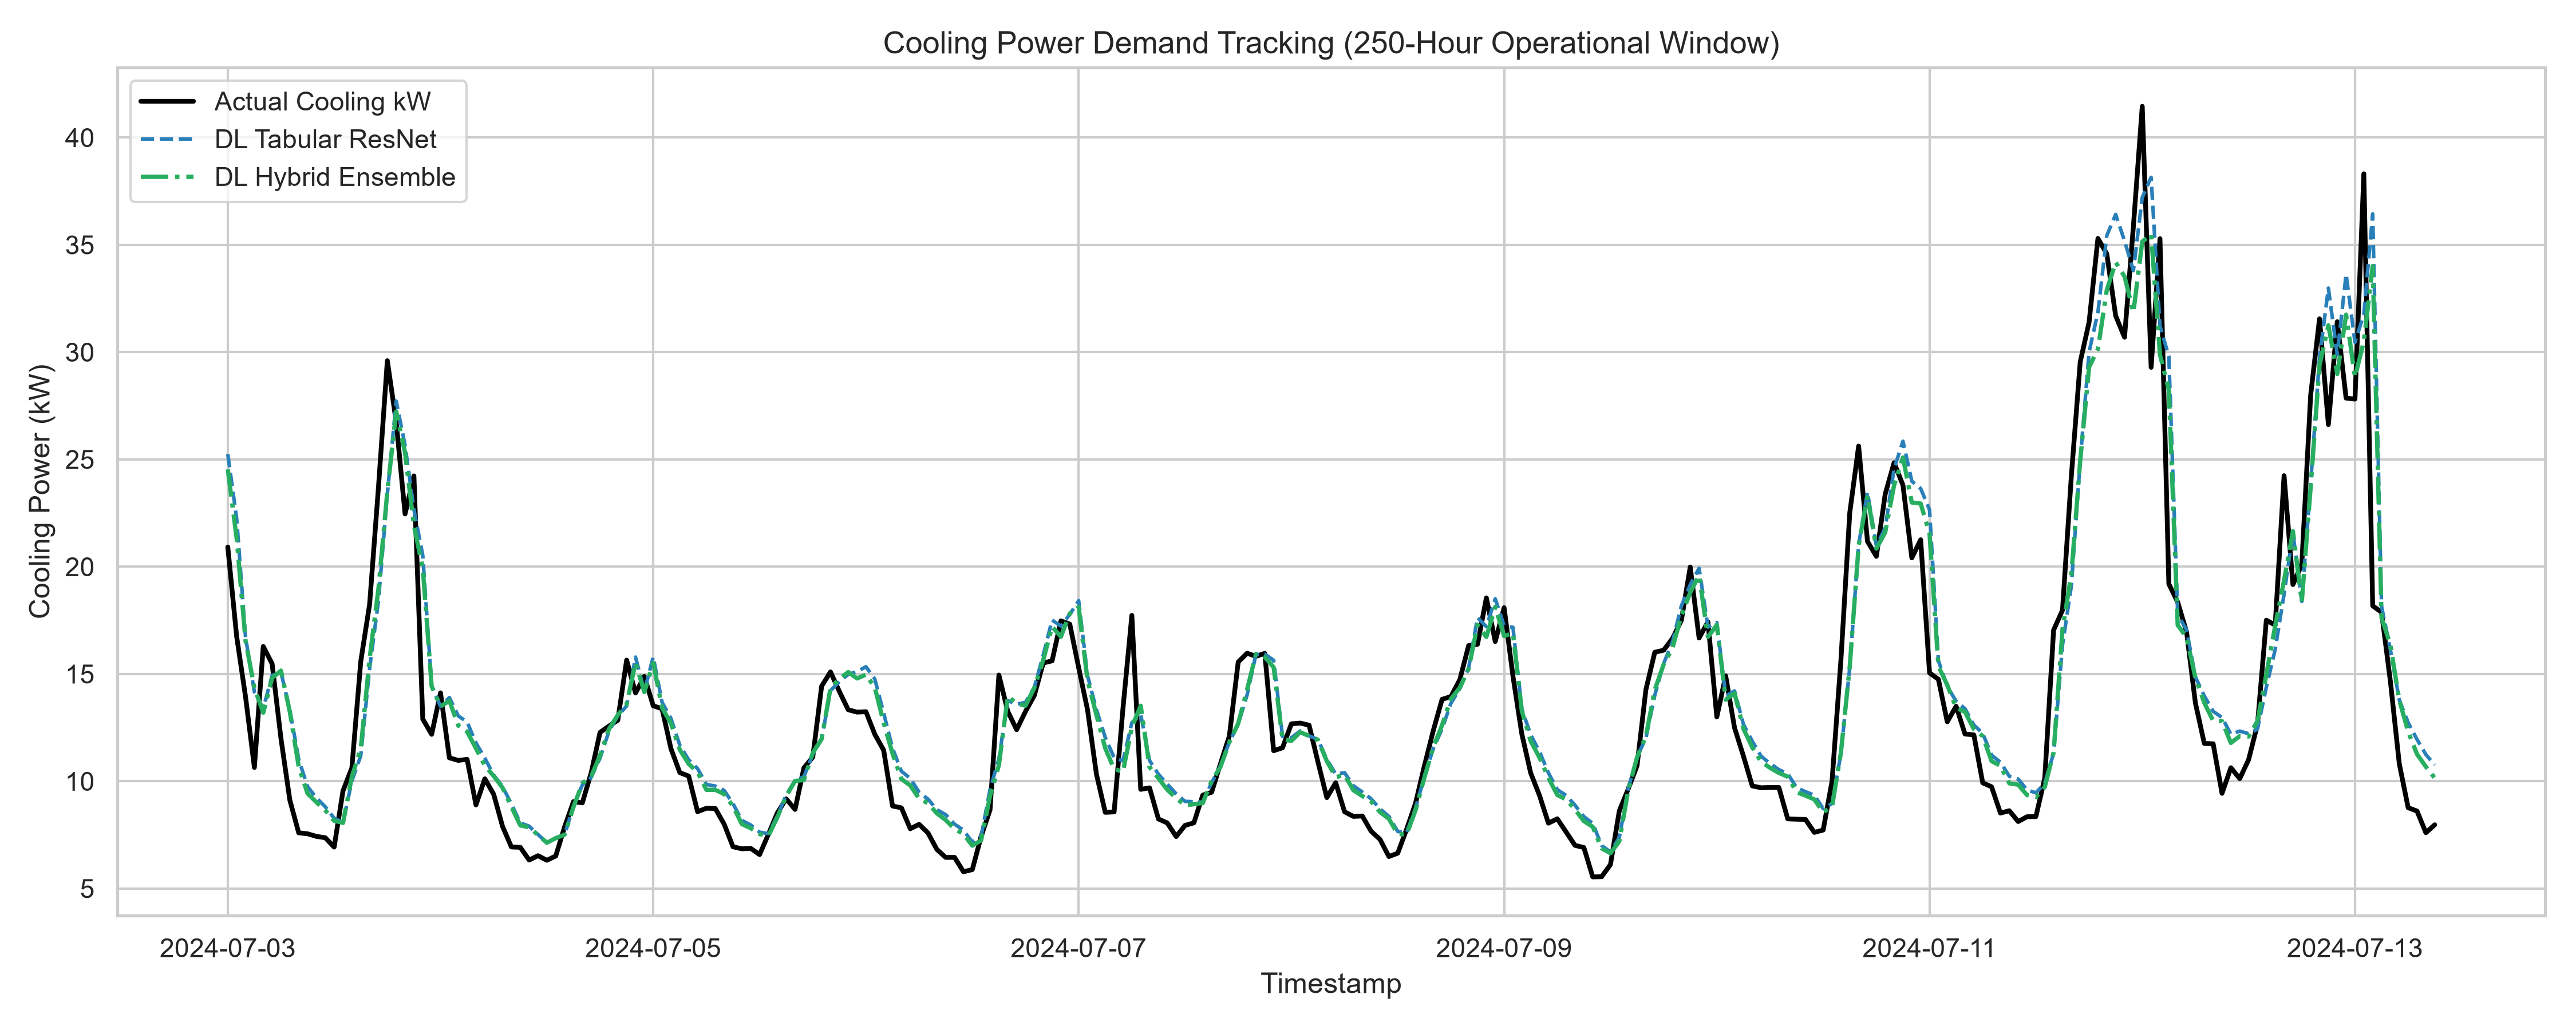 Cooling Power Demand Tracking (250-Hour Operational Window)
Actual Cooling kW
DL Tabular ResNet
DL Hybrid Ensemble
Cooling Power (kW)
40
35
30
25
20
15
10
5
2024-07-03
2024-07-05
2024-07-07
2024-07-09
2024-07-11
2024-07-13
Timestamp